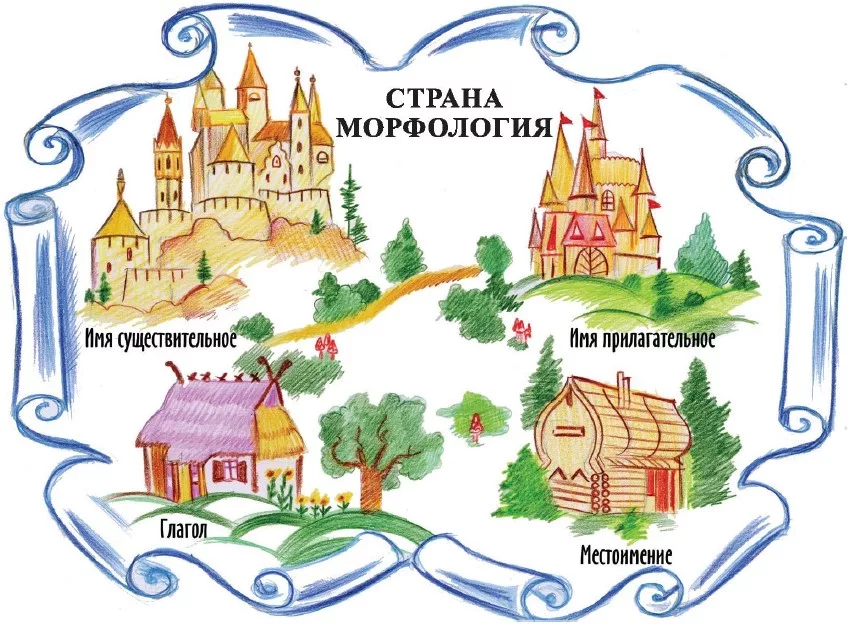 СТРАНА
МОРФОЛОГИЯ
Имя существительное
Имя прилагательное
Глагол
Местоимение